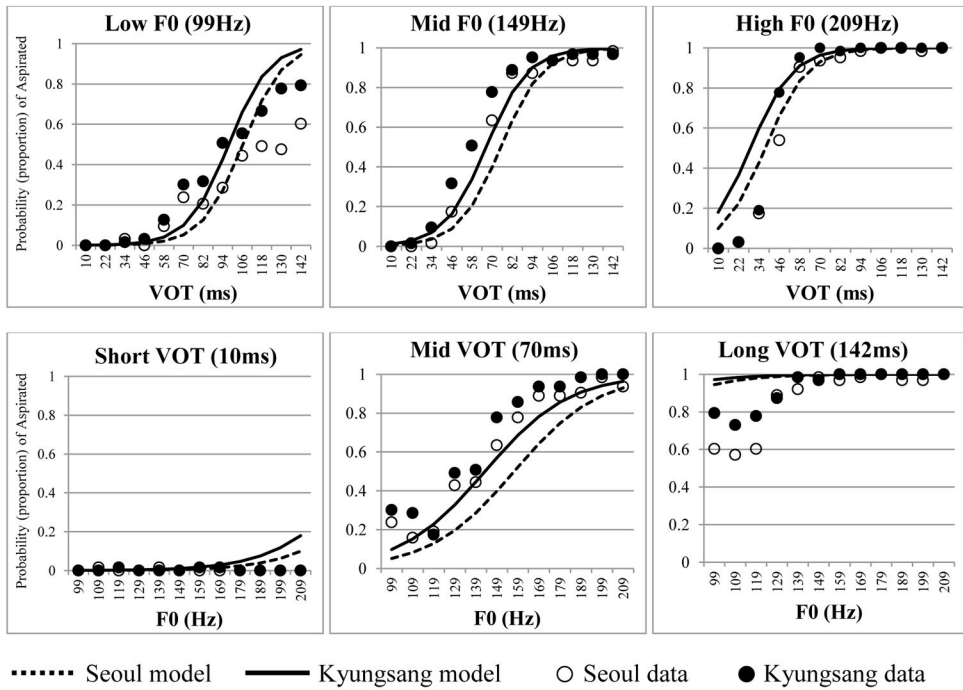 Low F0 (99Hz)
Probability (proportion) of Aspirated
1
0.8
0.6
0.4
0.2
0
10 22 34 46 58 70 82 94 106 118 130 142
VOT (ms)
Mid F0 (149Hz)
1
0.8
0.6
0.4
0.2
0
10 22 34 46 58 70 82 94 106 118 130 142
VOT (ms)
High F0 (209Hz)
1
0.8
0.6
0.4
0.2
0
10 22 34 46 58 70 82 94 106 118 130 142
VOT (ms)
Short VOT (10ms)
Probability (proportion) of Aspirated
1
0.8
0.6
0.4
0.2
0
99 109 119 129 139 149 159 169 179 189 199 209
F0 (Hz)
Mid VOT (70ms)
1
0.8
0.6
0.4
0.2
0
99 109 119 129 139 149 159 169 179 189 199 209
F0 (Hz)
Long VOT (142ms)
1
0.8
0.6
0.4
0.2
0
99 109 119 129 139 149 159 169 179 189 199 209
F0 (Hz)
Seoul model Kyungsang model Seoul data Kyungsang data